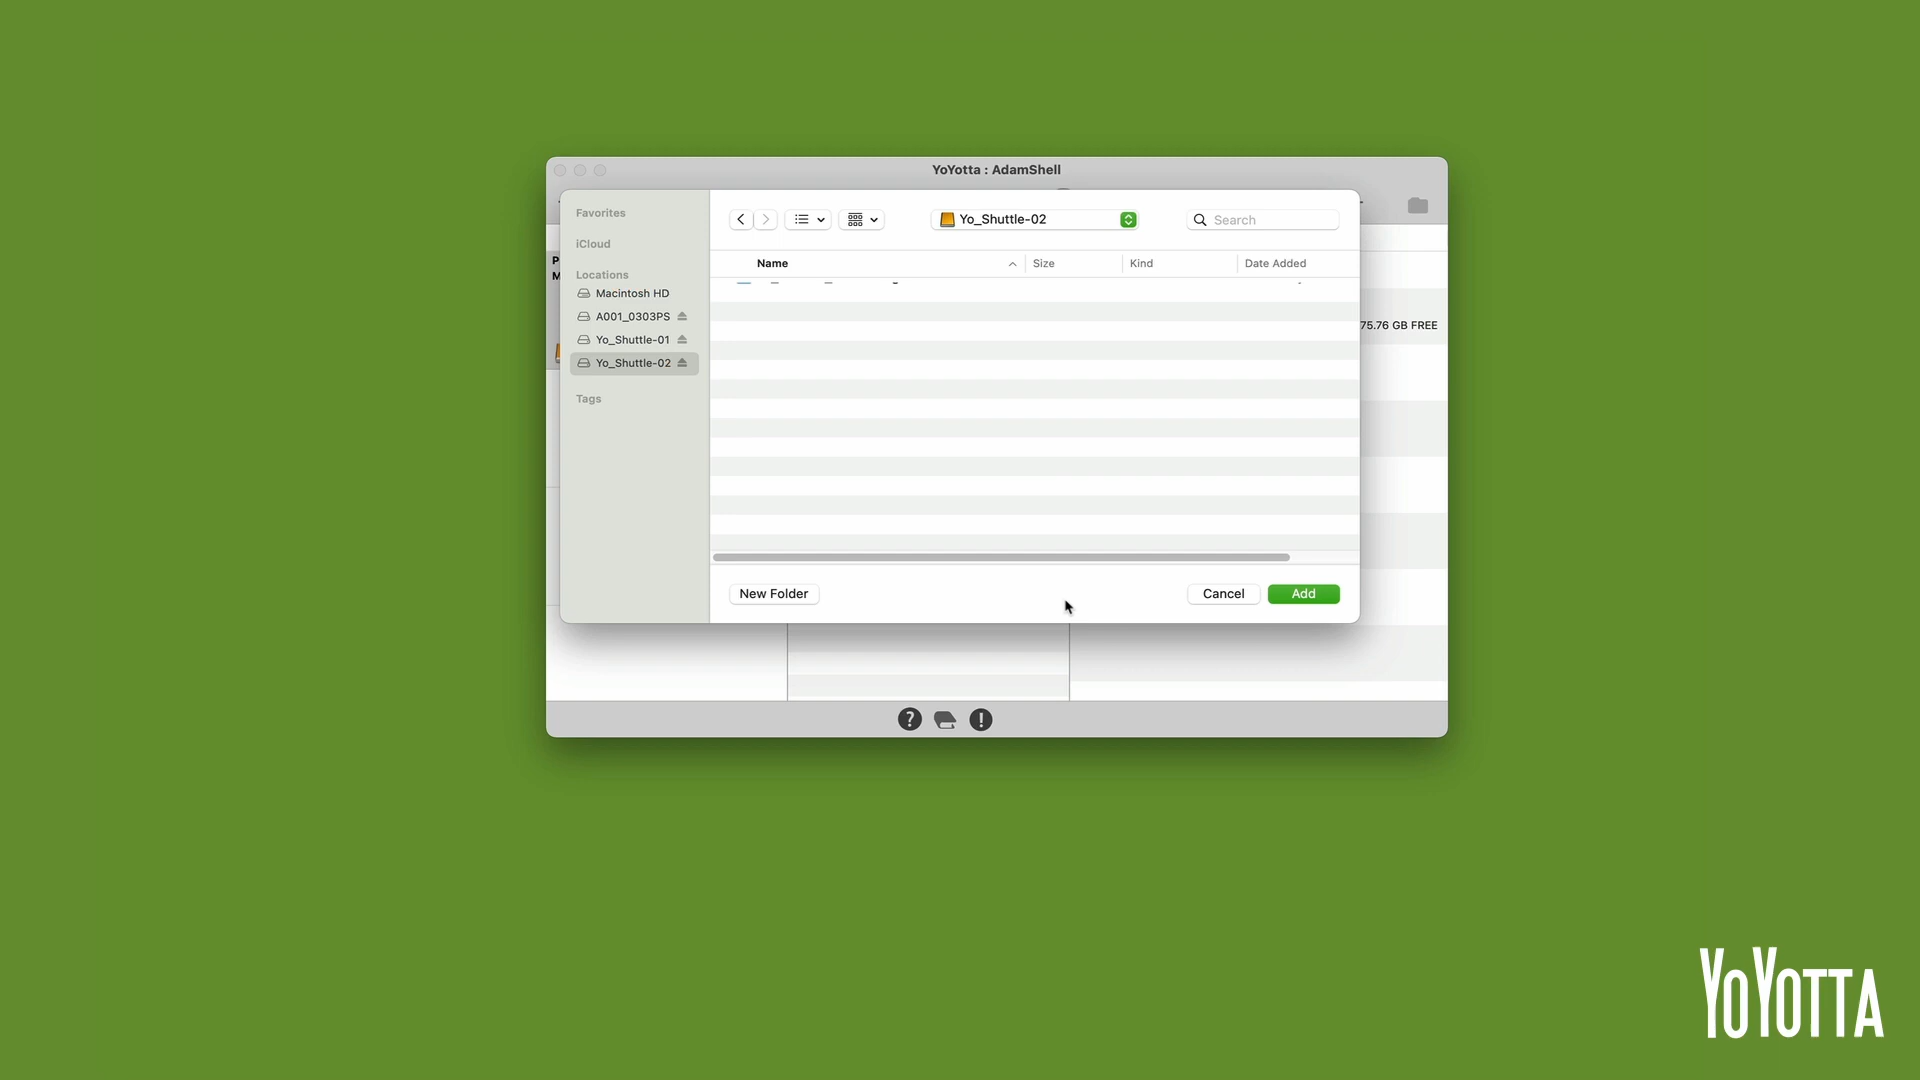 YoYotta : AdamShell
Favorites
iCloud
Locations
Macintosh HD
A001_0303PS
Yo_Shuttle-01
Yo_Shuttle-02
Tags
Yo_Shuttle-02
Search
Name
Size
Kind
Date Added
P
M
75.76 GB FREE
New Folder
Cancel
Add
?
!
YOYOTTA